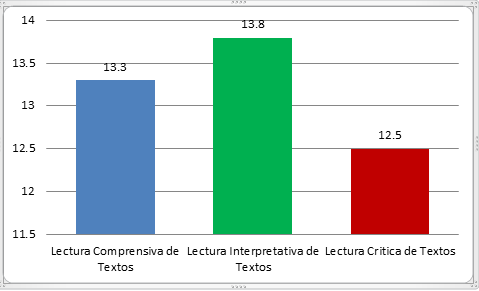 14
13.5
13
12.5
12
11.5
13.3
13.8
12.5
Lectura Comprensiva de
Textos
Lectura Interpretativa de
Textos
Lectura Critica de Textos